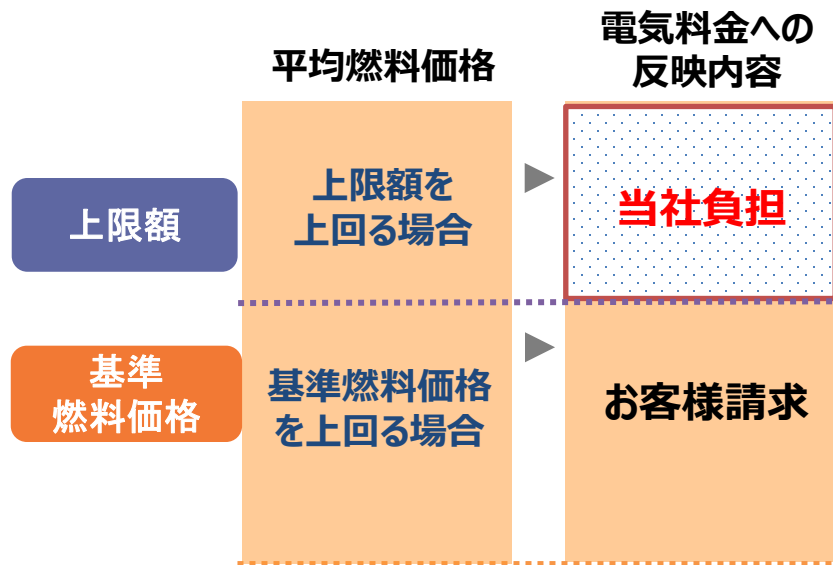 平均燃料価格
電気料金への
反映内容
上限額
上限額を
上回る場合
当社負担
基準
燃料価格
基準燃料価格
を上回る場合
お客様請求